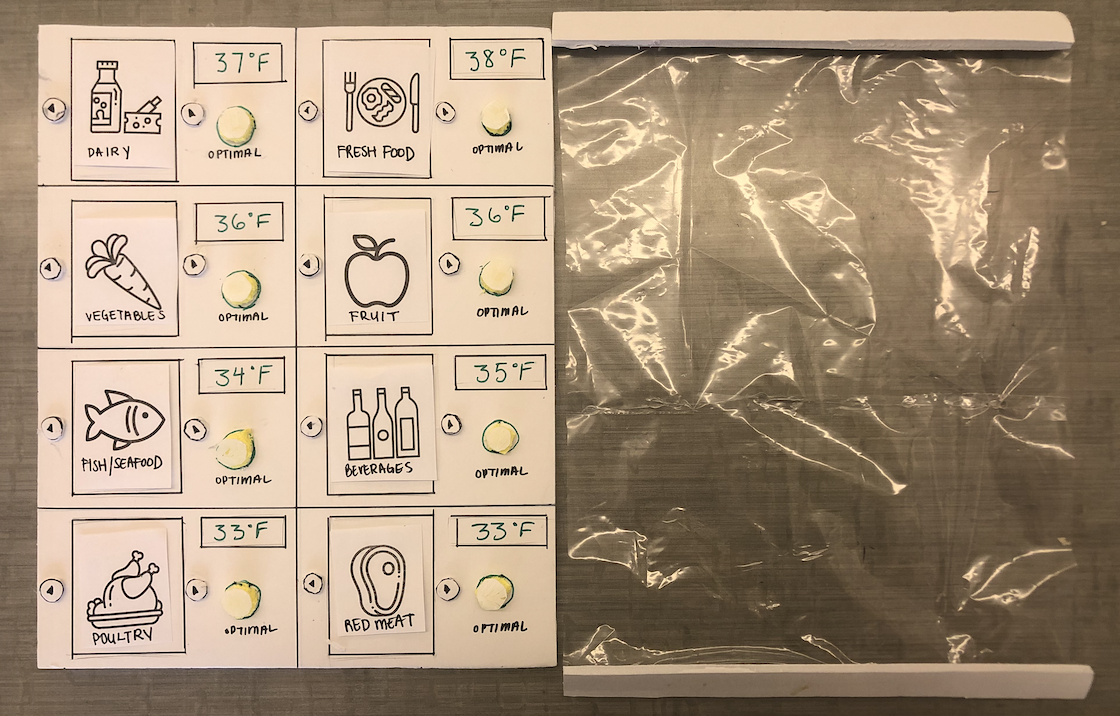 37°F
DAIRY
OPTIMAL
38°F
FRESH FOOD
OPTIMAL
36°F
VEGETABLES
OPTIMAL
36°F
FRUIT
OPTIMAL
34°F
FISH/SEAFOOD
OPTIMAL
35°F
BEVERAGES
OPTIMAL
33°F
POULTRY
OPTIMAL
33°F
RED MEAT
OPTIMAL